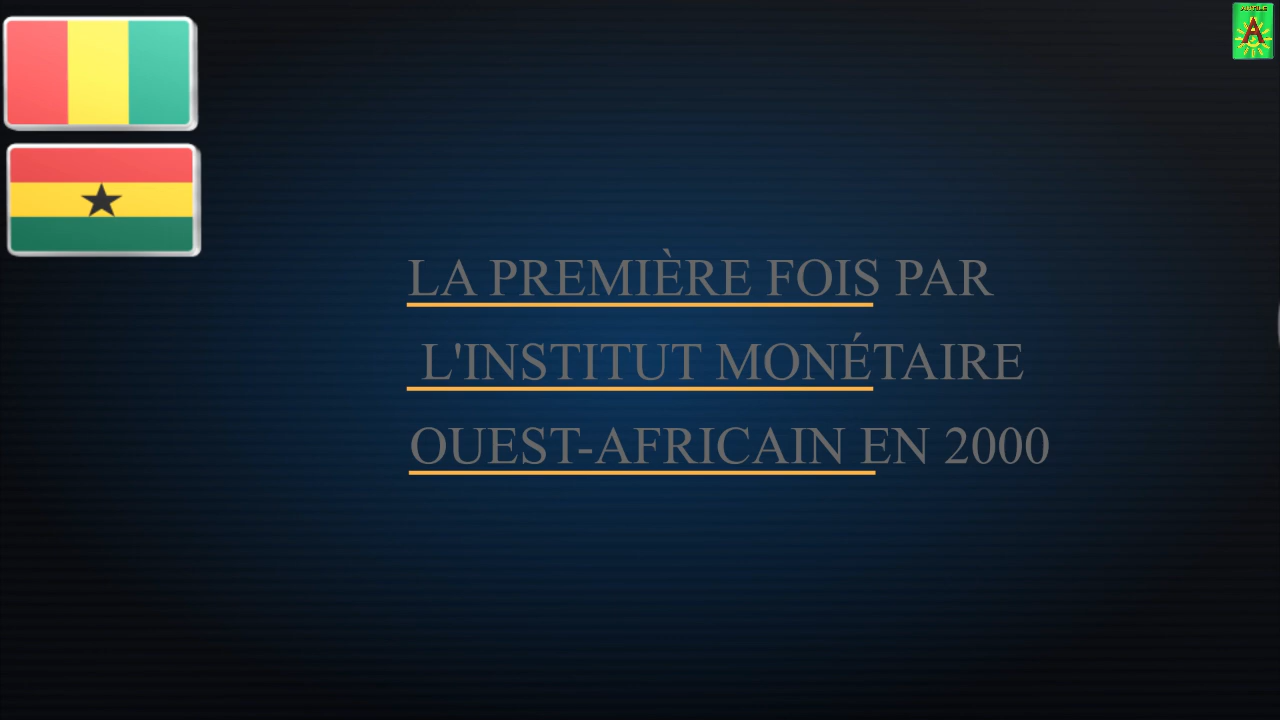 LA PREMIÈRE FOIS PAR
L'INSTITUT MONÉTAIRE
OUEST-AFRICAIN EN 2000
A